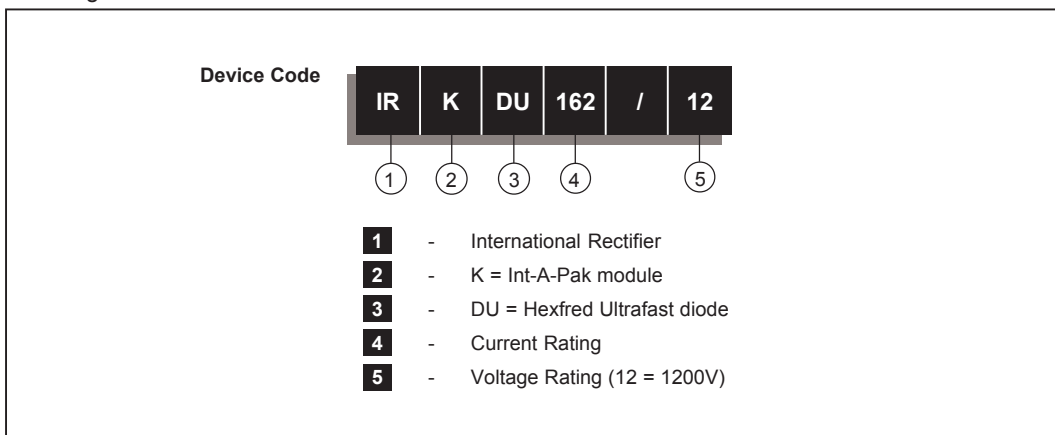 Device Code
IR K DU 162 / 12
1 2 3 4 5
1 - International Rectifier
2 - K = Int-A-Pak module
3 - DU = Hexfred Ultrafast diode
4 - Current Rating
5 - Voltage Rating (12 = 1200V)